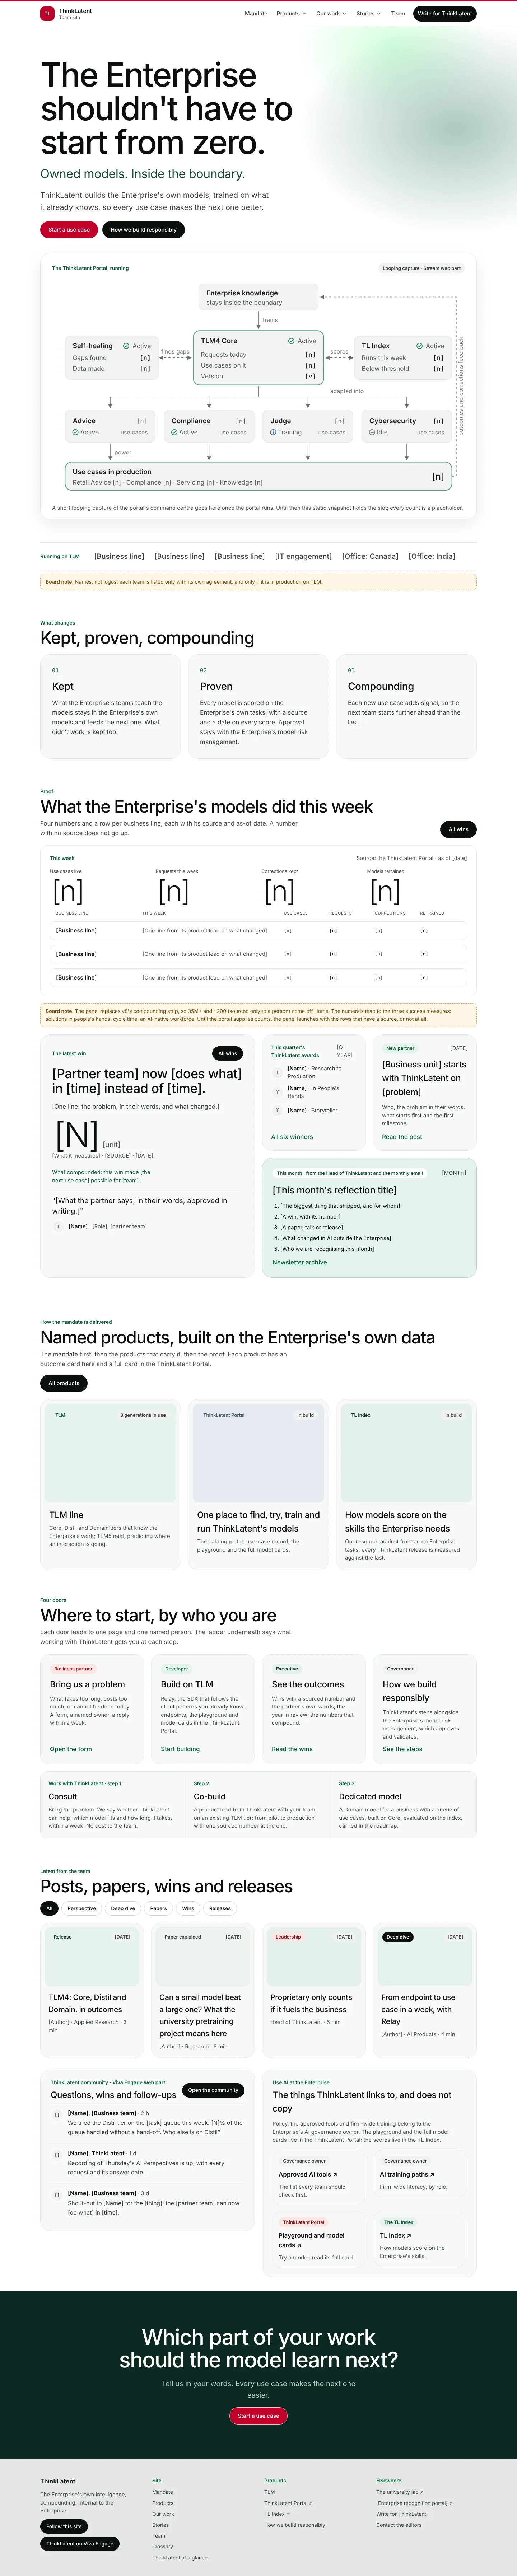 TL
ThinkLatent
Team site
Mandate
Products
Our work
Stories
Team
Write for ThinkLatent
The Enterprise
shouldn't have to
start from zero.
Owned models. Inside the boundary.
ThinkLatent builds the Enterprise's own models, trained on what
it already knows, so every use case makes the next one better.
Start a use case
How we build responsibly
The ThinkLatent Portal, running
Looping capture · Stream web part
Enterprise knowledge
stays inside the boundary
trains
Self-healing
Active
Gaps found [n]
Data made [n]
finds gaps
TLM4 Core
Active
Requests today [n]
Use cases on it [n]
Version [v]
scores
TL Index
Active
Runs this week [n]
Below threshold [n]
outcomes and corrections feed back
adapted into
Advice [n]
Active use cases
Compliance [n]
Active use cases
Judge [n]
Training use cases
Cybersecurity [n]
Idle use cases
power
Use cases in production
Retail Advice [n] · Compliance [n] · Servicing [n] · Knowledge [n]
[n]
A short looping capture of the portal's command centre goes here once the portal runs. Until then this static snapshot holds the slot; every count is a placeholder.
Running on TLM
[Business line]
[Business line]
[Business line]
[IT engagement]
[Office: Canada]
[Office: India]
Board note. Names, not logos: each team is listed only with its own agreement, and only if it is in production on TLM.
What changes
Kept, proven, compounding
01
Kept
What the Enterprise's teams teach the
models stays in the Enterprise's own
models and feeds the next one. What
didn't work is kept too.
02
Proven
Every model is scored on the
Enterprise's own tasks, with a source
and a date on every score. Approval
stays with the Enterprise's model risk
management.
03
Compounding
Each new use case adds signal, so the
next team starts further ahead than the
last.
Proof
What the Enterprise's models did this week
Four numbers and a row per business line, each with its source and as-of date. A number
with no source does not go up.
All wins
This week
Source: the ThinkLatent Portal · as of [date]
Use cases live
[n]
Requests this week
[n]
Corrections kept
[n]
Models retrained
[n]
BUSINESS LINE
THIS WEEK
USE CASES
REQUESTS
CORRECTIONS
RETRAINED
[Business line] [One line from its product lead on what changed] [n] [n] [n] [n]
[Business line] [One line from its product lead on what changed] [n] [n] [n] [n]
[Business line] [One line from its product lead on what changed] [n] [n] [n] [n]
Board note. The panel replaces v8's compounding strip, so 35M+ and ~200 (sourced only to a person) come off Home. The numerals map to the three success measures:
solutions in people's hands, cycle time, an AI-native workforce. Until the portal supplies counts, the panel launches with the rows that have a source, or not at all.
The latest win
All wins
[Partner team] now [does what]
in [time] instead of [time].
[One line: the problem, in their words, and what changed.]
[N] [unit]
[What it measures] · [SOURCE] · [DATE]
What compounded: this win made [the
next use case] possible for [team].
"[What the partner says, in their words, approved in
writing.]"
[Name] · [Role], [partner team]
This quarter's
ThinkLatent awards
[Q ·
YEAR]
[Name] · Research to
Production
[Name] · In People's
Hands
[Name] · Storyteller
All six winners
New partner
[DATE]
[Business unit] starts
with ThinkLatent on
[problem]
Who, the problem in their words,
what starts first and the first
milestone.
Read the post
This month · from the Head of ThinkLatent and the monthly email
[MONTH]
[This month's reflection title]
1. [The biggest thing that shipped, and for whom]
2. [A win, with its number]
3. [A paper, talk or release]
4. [What changed in AI outside the Enterprise]
5. [Who we are recognising this month]
Newsletter archive
How the mandate is delivered
Named products, built on the Enterprise's own data
The mandate first, then the products that carry it, then the proof. Each product has an
outcome card here and a full card in the ThinkLatent Portal.
All products
TLM
3 generations in use
TLM line
Core, Distil and Domain tiers that know the
Enterprise's work; TLM5 next, predicting where
an interaction is going.
ThinkLatent Portal
In build
One place to find, try, train and
run ThinkLatent's models
The catalogue, the use-case record, the
playground and the full model cards.
TL Index
In build
How models score on the
skills the Enterprise needs
Open-source against frontier, on Enterprise
tasks; every ThinkLatent release is measured
against the last.
Four doors
Where to start, by who you are
Each door leads to one page and one named person. The ladder underneath says what
working with ThinkLatent gets you at each step.
Business partner
Bring us a problem
What takes too long, costs too
much, or cannot be done today.
A form, a named owner, a reply
within a week.
Open the form
Developer
Build on TLM
Relay, the SDK that follows the
client patterns you already know;
endpoints, the playground and
model cards in the ThinkLatent
Portal.
Start building
Executive
See the outcomes
Wins with a sourced number and
the partner's own words; the
year in review; the numbers that
compound.
Read the wins
Governance
How we build
responsibly
ThinkLatent's steps alongside
the Enterprise's model risk
management, which approves
and validates.
See the steps
Work with ThinkLatent · step 1
Consult
Bring the problem. We say whether ThinkLatent
can help, which model fits and how long it takes,
within a week. No cost to the team.
Step 2
Co-build
A product lead from ThinkLatent with your team,
on an existing TLM tier: from pilot to production
with one sourced number at the end.
Step 3
Dedicated model
A Domain model for a business with a queue of
use cases, built on Core, evaluated on the index,
carried in the roadmap.
Latest from the team
Posts, papers, wins and releases
All
Perspective
Deep dive
Papers
Wins
Releases
Release
[DATE]
TLM4: Core, Distil and
Domain, in outcomes
[Author] · Applied Research · 3
min
Paper explained
[DATE]
Can a small model beat
a large one? What the
university pretraining
project means here
[Author] · Research · 6 min
Leadership
[DATE]
Proprietary only counts
if it fuels the business
Head of ThinkLatent · 5 min
Deep dive
[DATE]
From endpoint to use
case in a week, with
Relay
[Author] · AI Products · 4 min
ThinkLatent community · Viva Engage web part
Questions, wins and follow-ups
Open the community
[Name], [Business team] · 2 h
We tried the Distil tier on the [task] queue this week. [N]% of the
queue handled without a hand-off. Who else is on Distil?
[Name], ThinkLatent · 1 d
Recording of Thursday's AI Perspectives is up, with every
request and its answer date.
[Name], [Business team] · 3 d
Shout-out to [Name] for the [thing]: the [partner team] can now
[do what] in [time].
Use AI at the Enterprise
The things ThinkLatent links to, and does not
copy
Policy, the approved tools and firm-wide training belong to the
Enterprise's AI governance owner. The playground and the full model
cards live in the ThinkLatent Portal; the scores live in the TL Index.
Governance owner
Approved AI tools ↗
The list every team should
check first.
Governance owner
AI training paths ↗
Firm-wide literacy, by role.
ThinkLatent Portal
Playground and model
cards ↗
Try a model; read its full card.
The TL Index
TL Index ↗
How models score on the
Enterprise's skills.
Which part of your work
should the model learn next?
Tell us in your words. Every use case makes the next one
easier.
Start a use case
ThinkLatent
The Enterprise's own intelligence,
compounding. Internal to the
Enterprise.
Follow this site
ThinkLatent on Viva Engage
Site
Mandate
Products
Our work
Stories
Team
Glossary
ThinkLatent at a glance
Products
TLM
ThinkLatent Portal ↗
TL Index ↗
How we build responsibly
Elsewhere
The university lab ↗
[Enterprise recognition portal] ↗
Write for ThinkLatent
Contact the editors